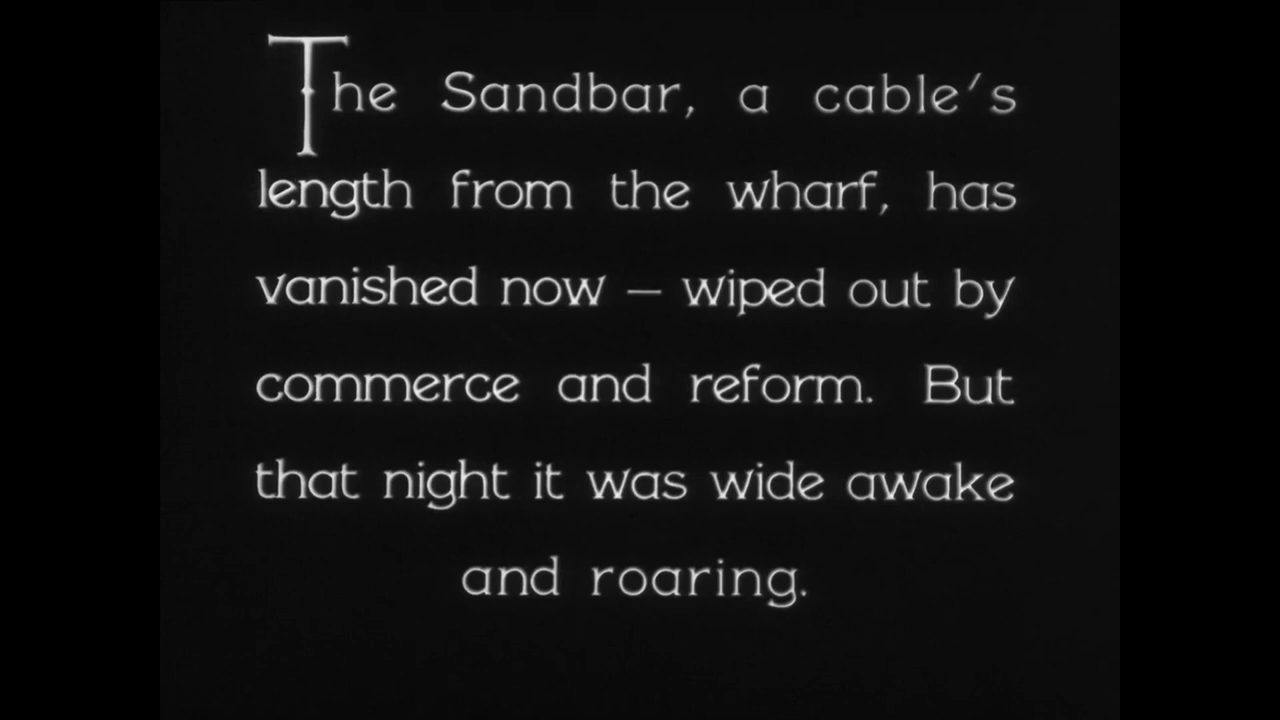 The Sandbar, a cable's
length from the wharf, has
vanished now — wiped out by
commerce and reform. But
that night it was wide awake
and roaring.